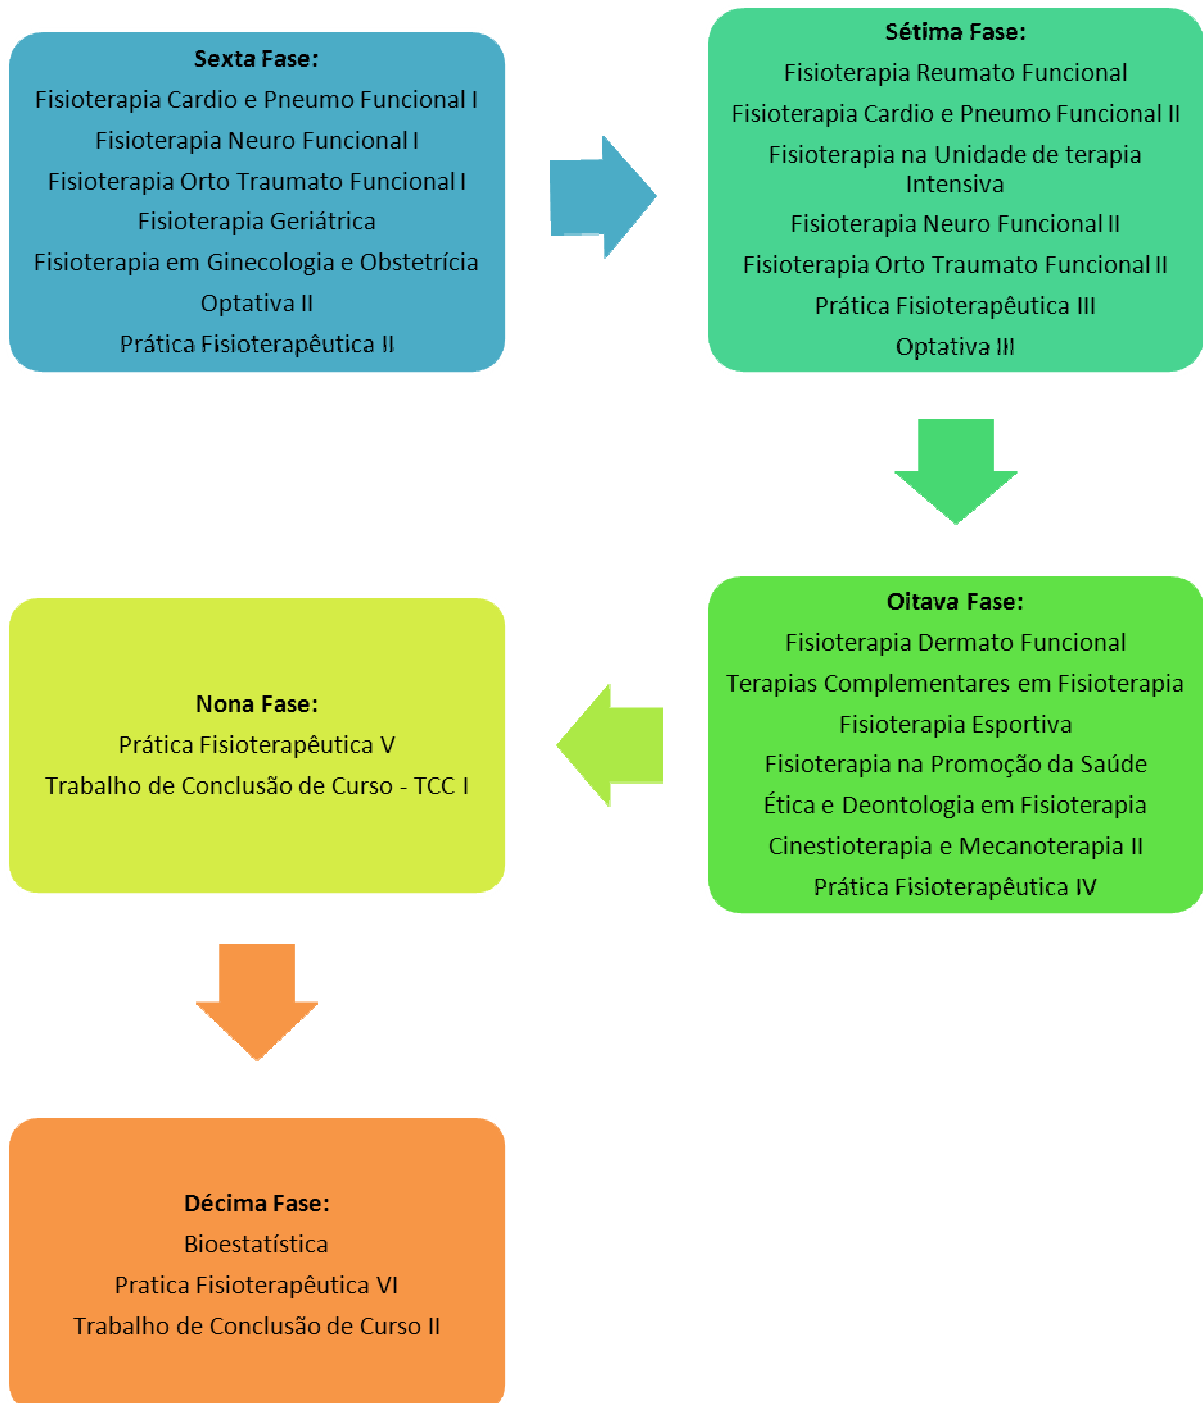 Sexta Fase:
Fisioterapia Cardio e Pneumo Funcional I
Fisioterapia Neuro Funcional I
Fisioterapia Orto Traumato Funcional I
Fisioterapia Geriátrica
Fisioterapia em Ginecologia e Obstetrícia
Optativa II
Prática Fisioterapêutica II
Sétima Fase:
Fisioterapia Reumato Funcional
Fisioterapia Cardio e Pneumo Funcional II
Fisioterapia na Unidade de terapia
Intensiva
Fisioterapia Neuro Funcional II
Fisioterapia Orto Traumato Funcional II
Prática Fisioterapêutica III
Optativa III
Oitava Fase:
Fisioterapia Dermato Funcional
Terapias Complementares em Fisioterapia
Fisioterapia Esportiva
Fisioterapia na Promoção da Saúde
Ética e Deontologia em Fisioterapia
Cinestioterapia e Mecanoterapia II
Prática Fisioterapêutica IV
Nona Fase:
Prática Fisioterapêutica V
Trabalho de Conclusão de Curso - TCC I
Décima Fase:
Bioestatística
Pratica Fisioterapêutica VI
Trabalho de Conclusão de Curso II